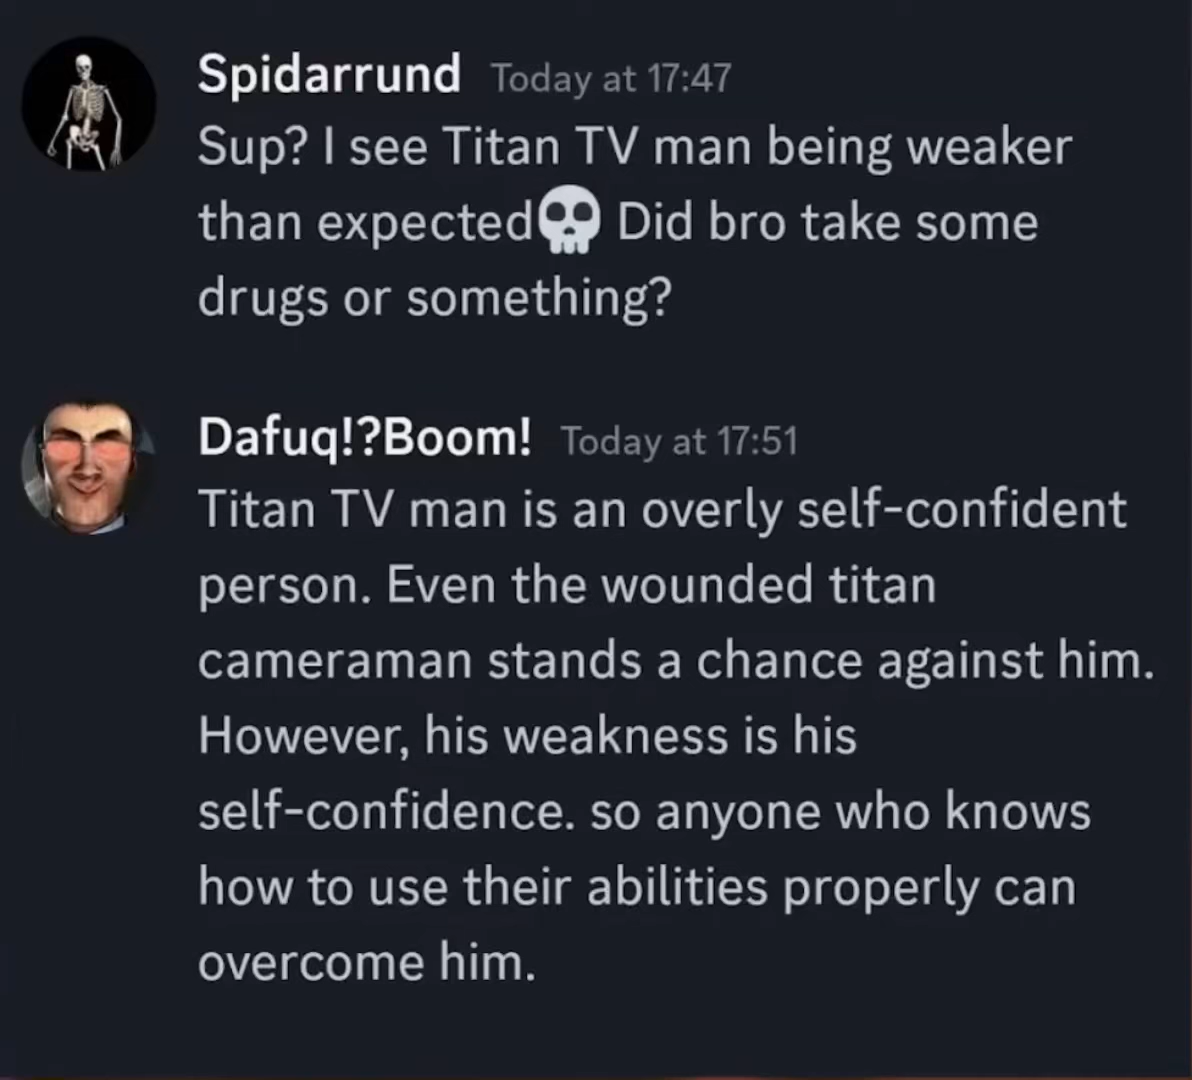 Spidarrund Today at 17:47
Sup? I see Titan TV man being weaker
than expected💀 Did bro take some
drugs or something?
Dafuq!?Boom! Today at 17:51
Titan TV man is an overly self-confident
person. Even the wounded titan
cameraman stands a chance against him.
However, his weakness is his
self-confidence. so anyone who knows
how to use their abilities properly can
overcome him.